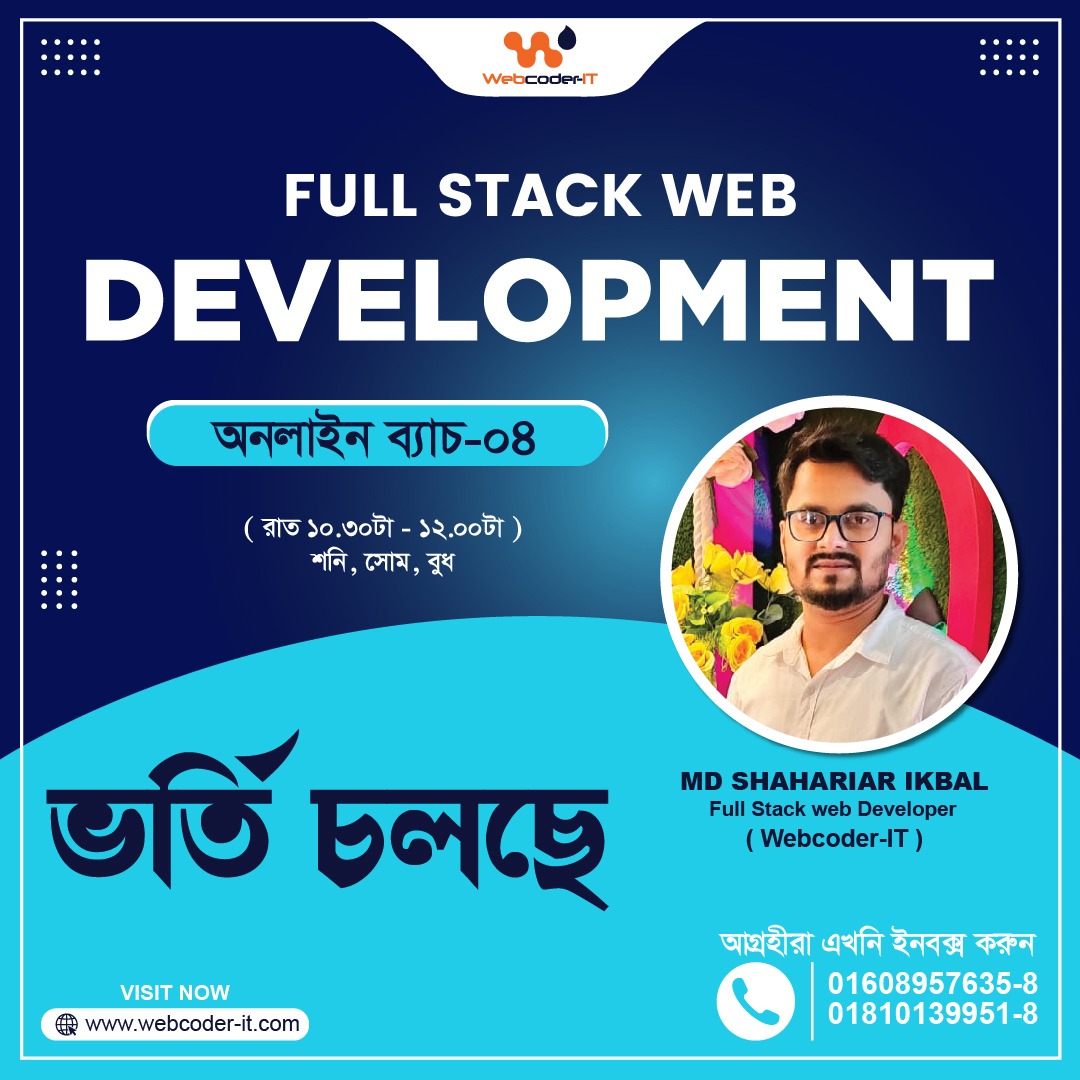 Webcoder-IT
FULL STACK WEB
DEVELOPMENT
অনলাইন ব্যাচ-০৪
( রাত ১০.৩০টা - ১২.০০টা )
শনি, সোম, বুধ
ভর্তি চলছে
MD SHAHARIAR IKBAL
Full Stack web Developer
( Webcoder-IT )
আগ্রহীরা এখনি ইনবক্স করুন
01608957635-8
01810139951-8
VISIT NOW
www.webcoder-it.com